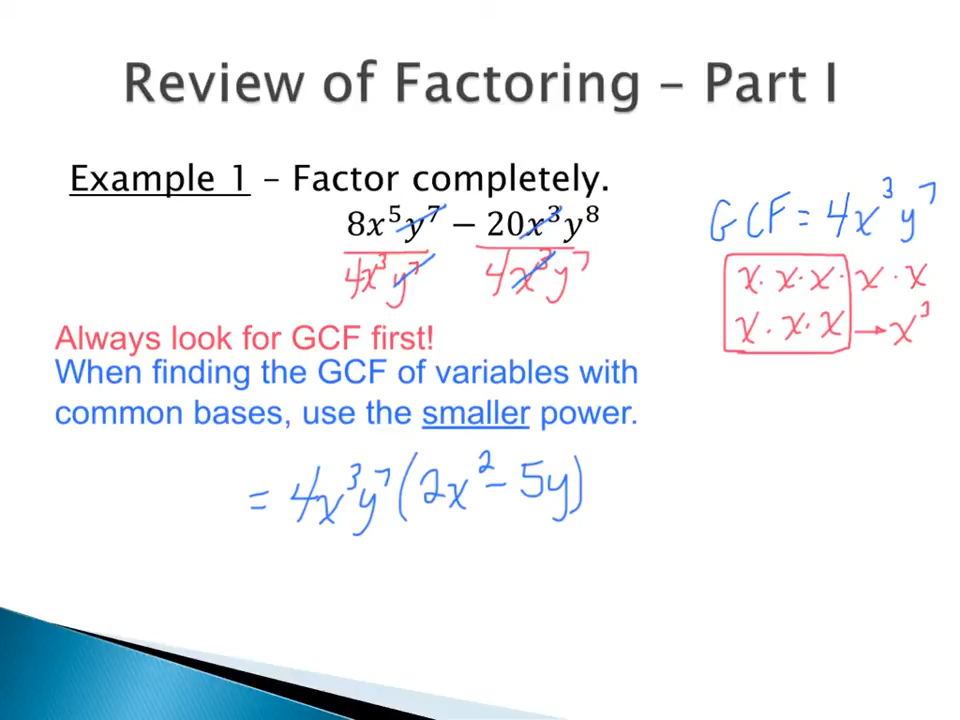 Review of Factoring – Part I
Example 1 – Factor completely.
8x⁵y⁷ − 20x³y⁸
4x³y⁷ 4x³y⁷
GCF = 4x³y⁷
x · x · x · x · x
x · x · x → x³
Always look for GCF first!
When finding the GCF of variables with
common bases, use the smaller power.
= 4x³y⁷(2x² − 5y)